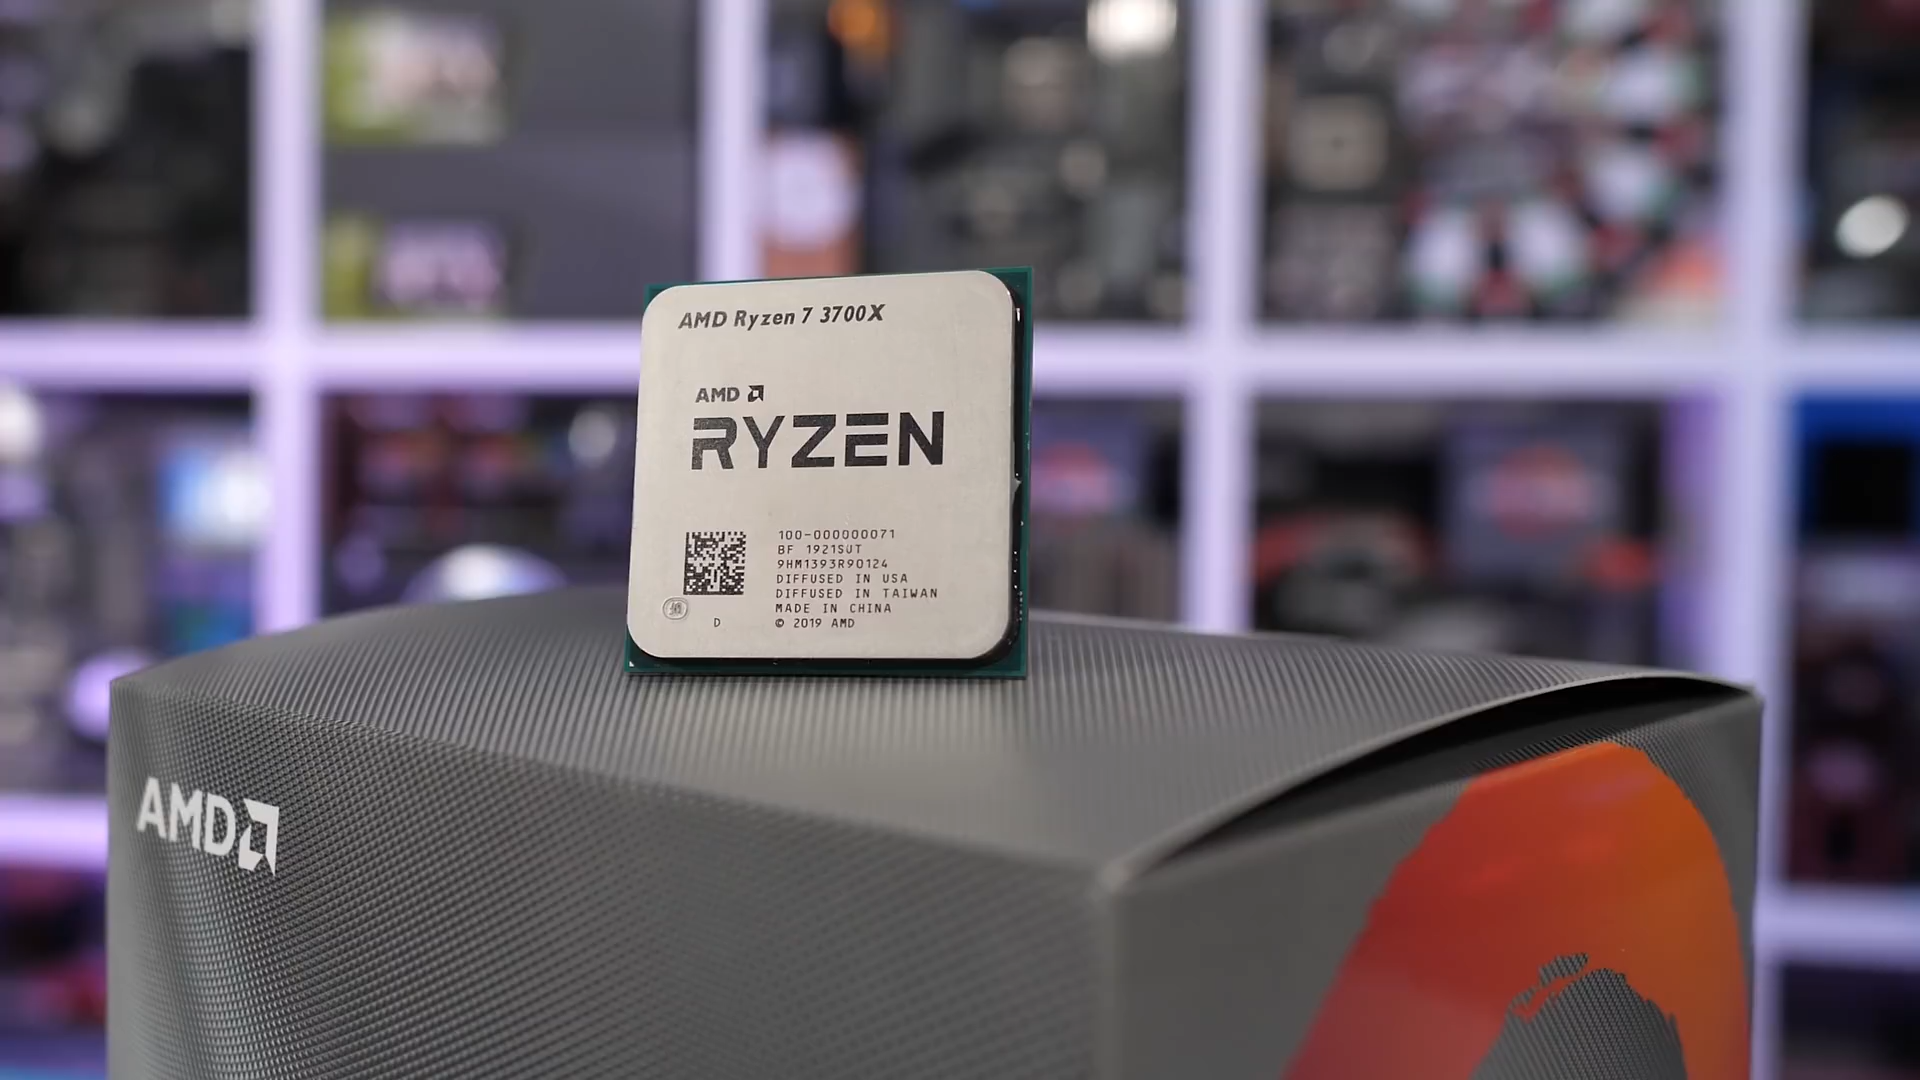 AMD Ryzen 7 3700X
AMD
RYZEN
100-000000071
BF 1921SUT
9HM1393R90124
DIFFUSED IN USA
DIFFUSED IN TAIWAN
MADE IN CHINA
D
© 2019 AMD
AMD